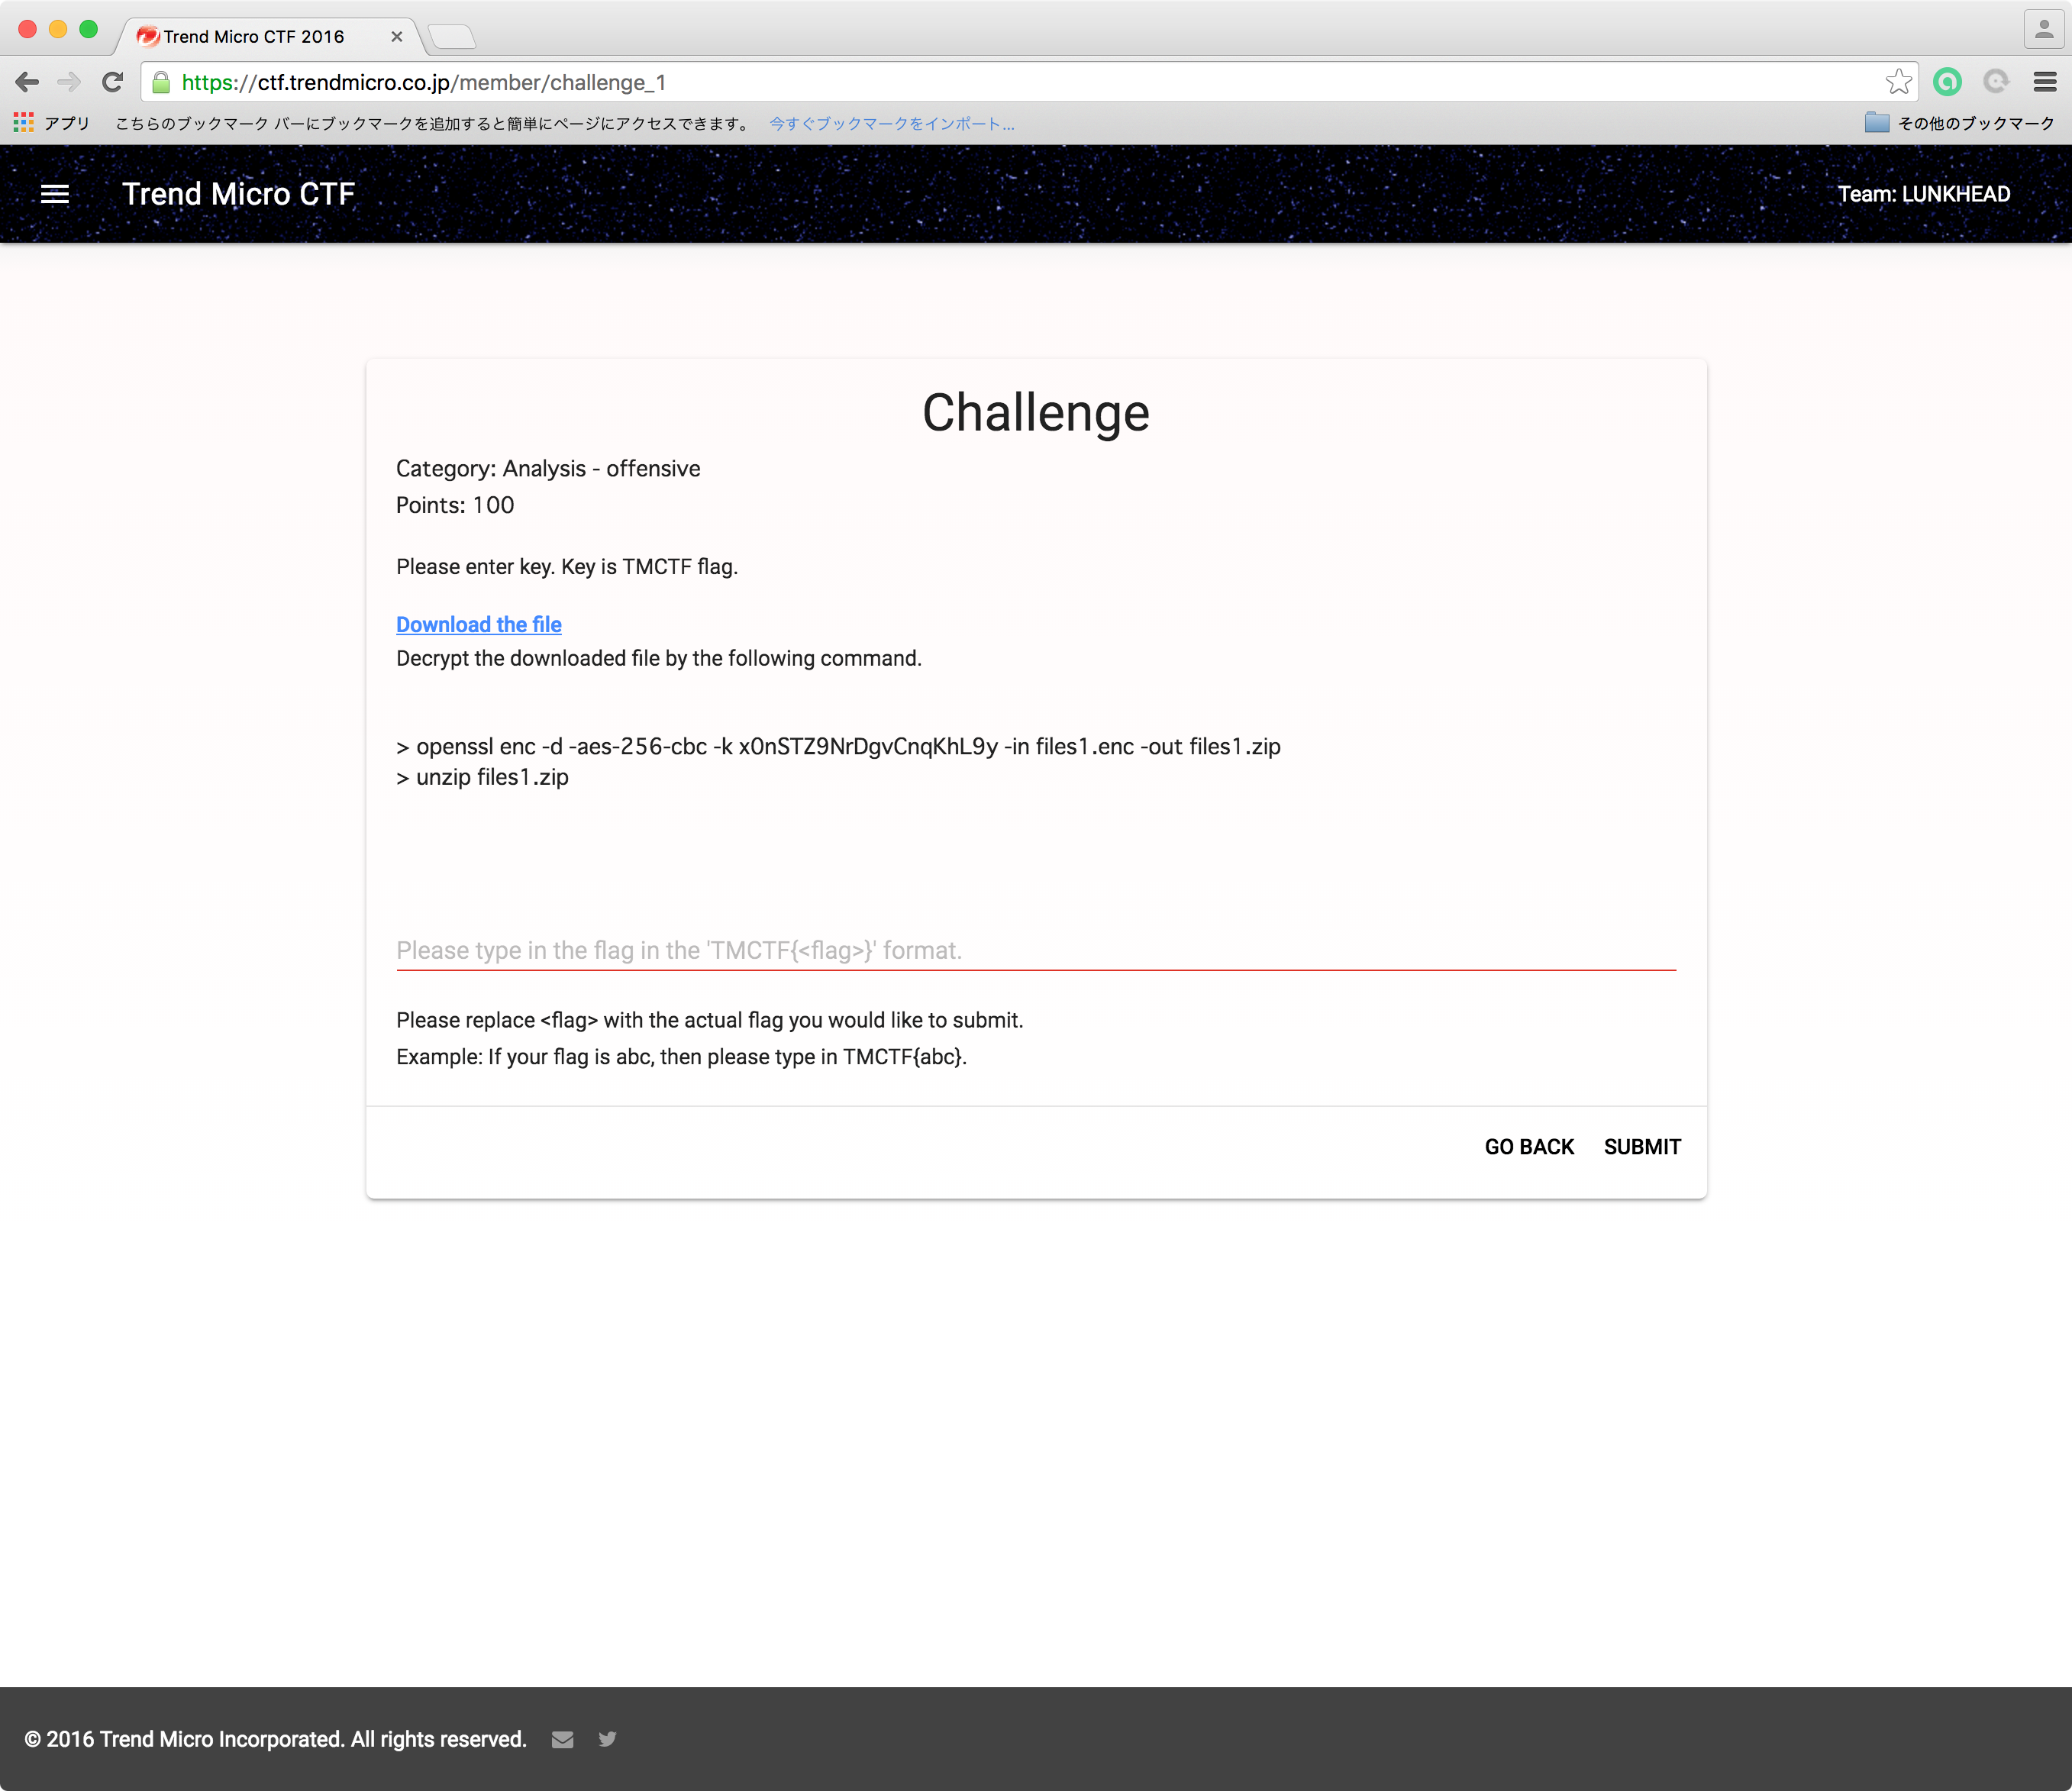 Trend Micro CTF 2016
https://ctf.trendmicro.co.jp/member/challenge_1
アプリ こちらのブックマーク バーにブックマークを追加すると簡単にページにアクセスできます。 今すぐブックマークをインポート... その他のブックマーク
Trend Micro CTF Team: LUNKHEAD
Challenge
Category: Analysis - offensive
Points: 100
Please enter key. Key is TMCTF flag.
Download the file
Decrypt the downloaded file by the following command.
> openssl enc -d -aes-256-cbc -k x0nSTZ9NrDgvCnqKhL9y -in files1.enc -out files1.zip
> unzip files1.zip
Please type in the flag in the 'TMCTF{<flag>}' format.
Please replace <flag> with the actual flag you would like to submit.
Example: If your flag is abc, then please type in TMCTF{abc}.
GO BACK SUBMIT
© 2016 Trend Micro Incorporated. All rights reserved.